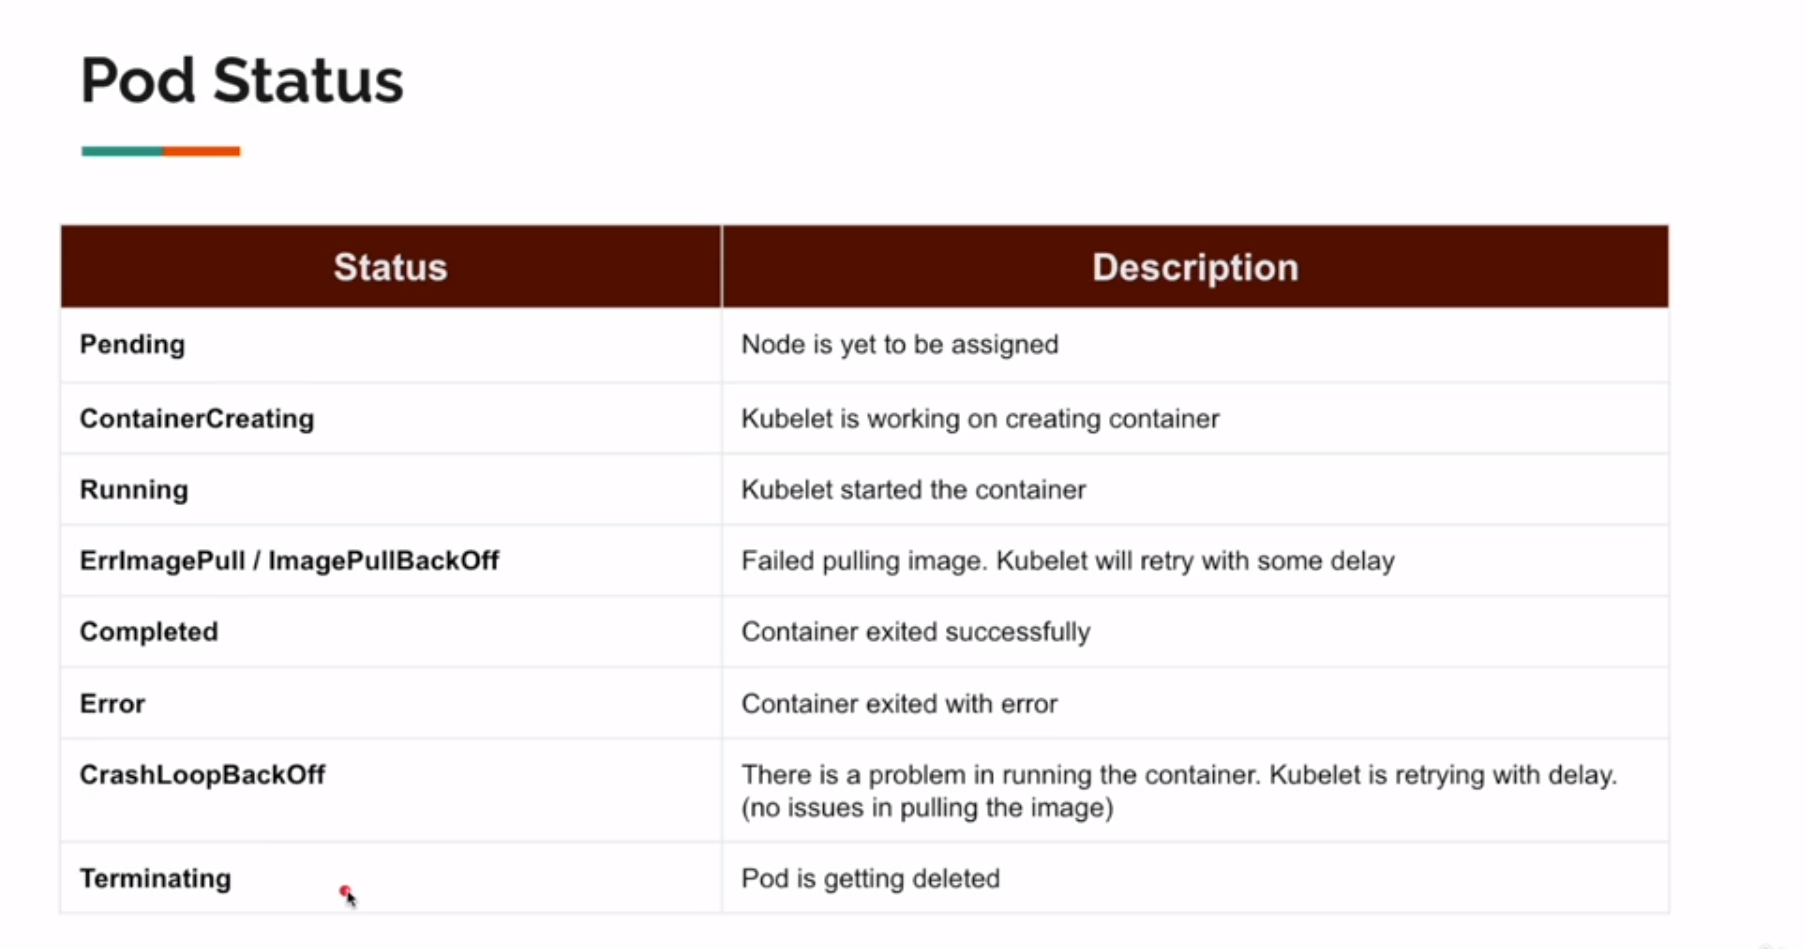 Pod Status
Status
Description
Pending
Node is yet to be assigned
ContainerCreating
Kubelet is working on creating container
Running
Kubelet started the container
ErrImagePull / ImagePullBackOff
Failed pulling image. Kubelet will retry with some delay
Completed
Container exited successfully
Error
Container exited with error
CrashLoopBackOff
There is a problem in running the container. Kubelet is retrying with delay.
(no issues in pulling the image)
Terminating
Pod is getting deleted